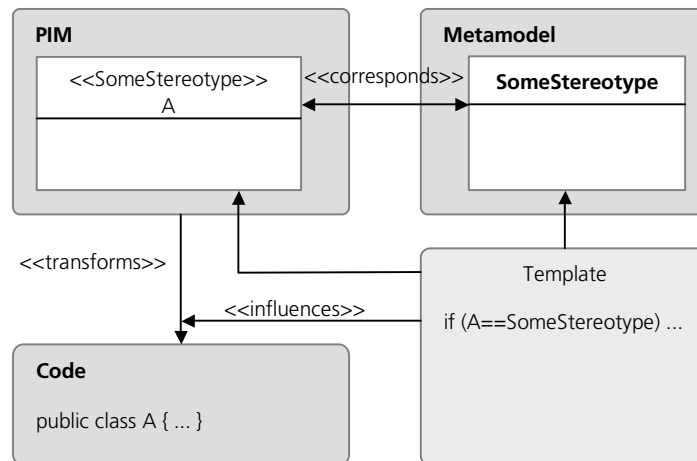 PIM
<<SomeStereotype>>
A
<<corresponds>>
Metamodel
SomeStereotype
<<transforms>>
<<influences>>
Template
if (A==SomeStereotype) ...
Code
public class A { ... }